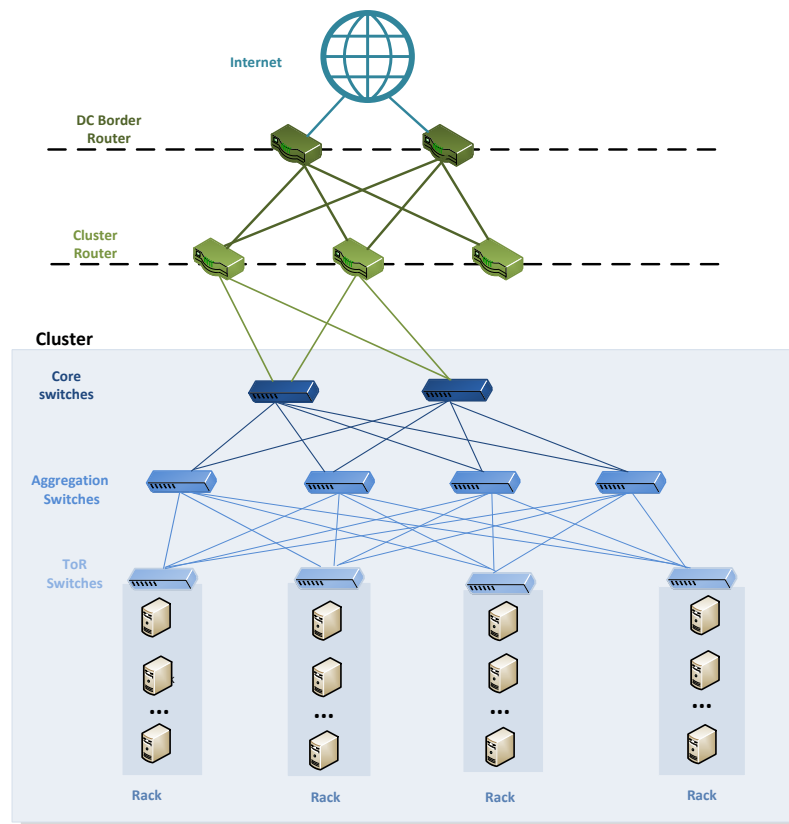 Internet
DC Border
Router
Cluster
Router
Cluster
Core
switches
Aggregation
Switches
ToR
Switches
...
...
...
...
Rack
Rack
Rack
Rack